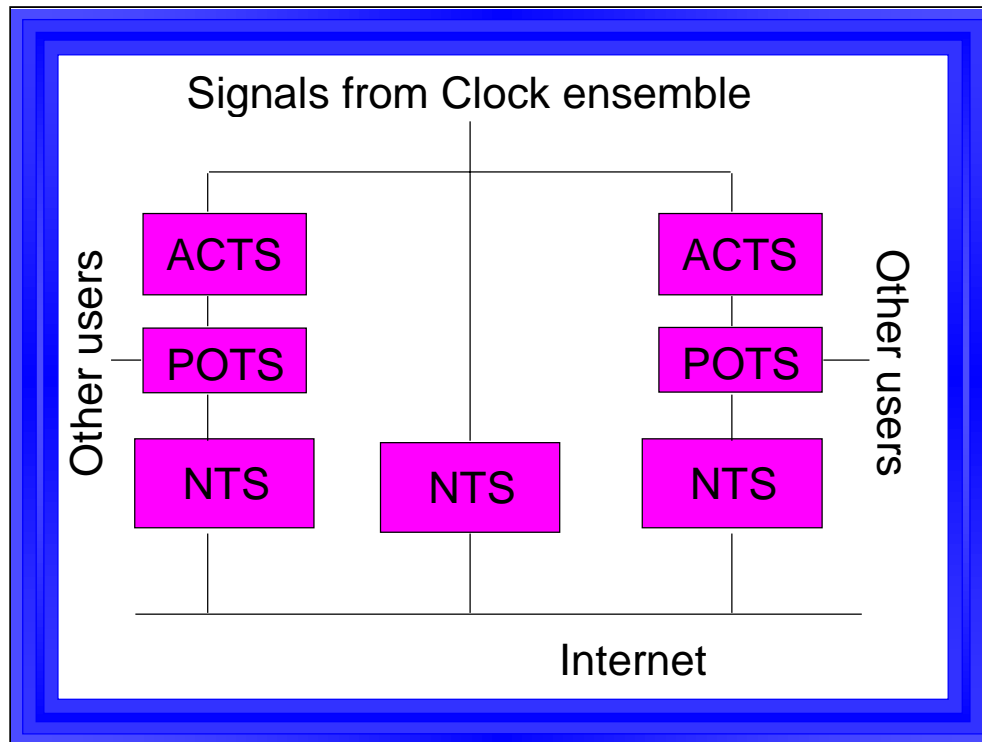 Signals from Clock ensemble
ACTS
ACTS
Other users
POTS
POTS
Other users
NTS
NTS
NTS
Internet